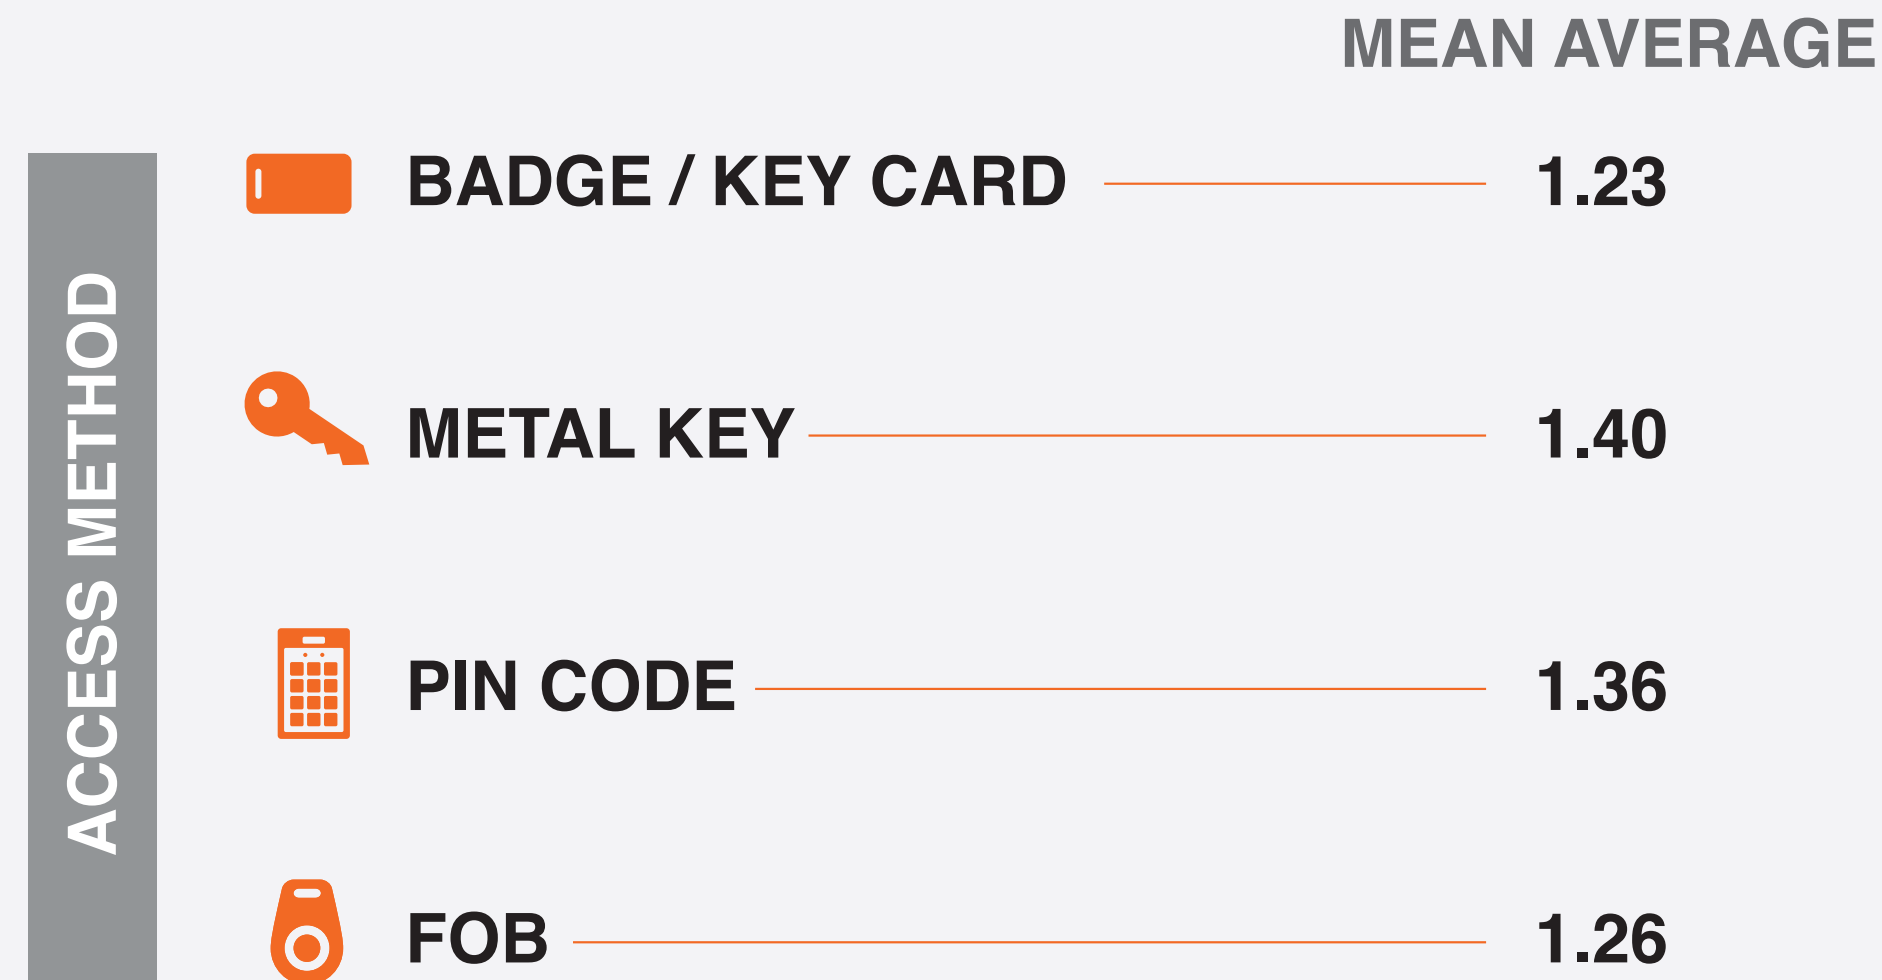 MEAN AVERAGE
ACCESS METHOD
BADGE / KEY CARD 1.23
METAL KEY 1.40
PIN CODE 1.36
FOB 1.26